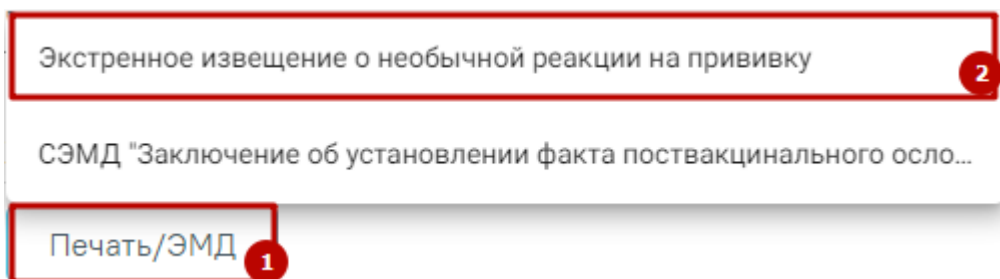 Экстренное извещение о необычной реакции на прививку
2
СЭМД "Заключение об установлении факта поствакцинального осло...
Печать/ЭМД
1